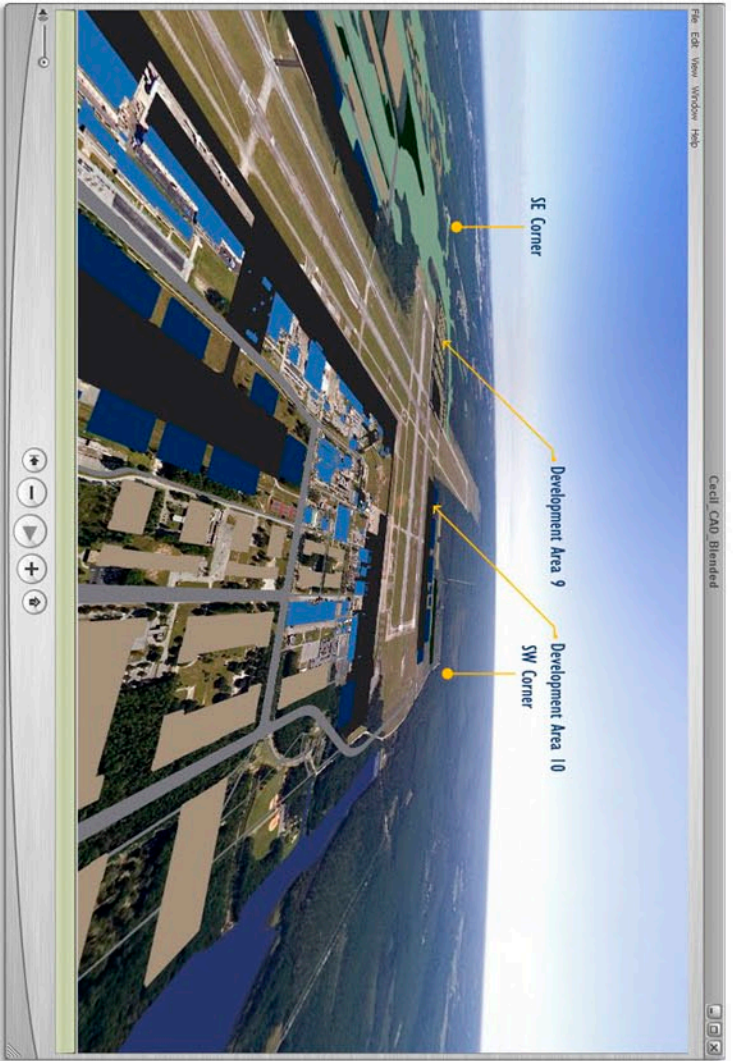 Cecil_CAD_Blended
File Edit View Window Help
SE Corner
Development Area 9
Development Area 10
SW Corner